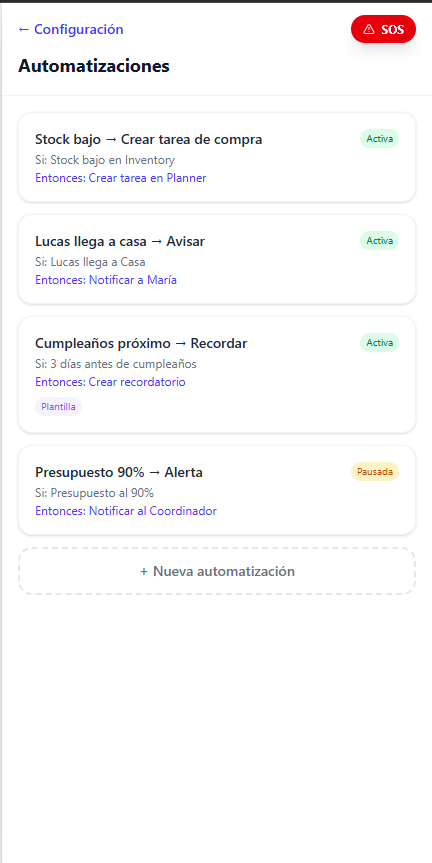 ← Configuración
SOS
Automatizaciones
Stock bajo → Crear tarea de compra
Activa
Si: Stock bajo en Inventory
Entonces: Crear tarea en Planner
Lucas llega a casa → Avisar
Activa
Si: Lucas llega a Casa
Entonces: Notificar a María
Cumpleaños próximo → Recordar
Activa
Si: 3 días antes de cumpleaños
Entonces: Crear recordatorio
Plantilla
Presupuesto 90% → Alerta
Pausada
Si: Presupuesto al 90%
Entonces: Notificar al Coordinador
+ Nueva automatización